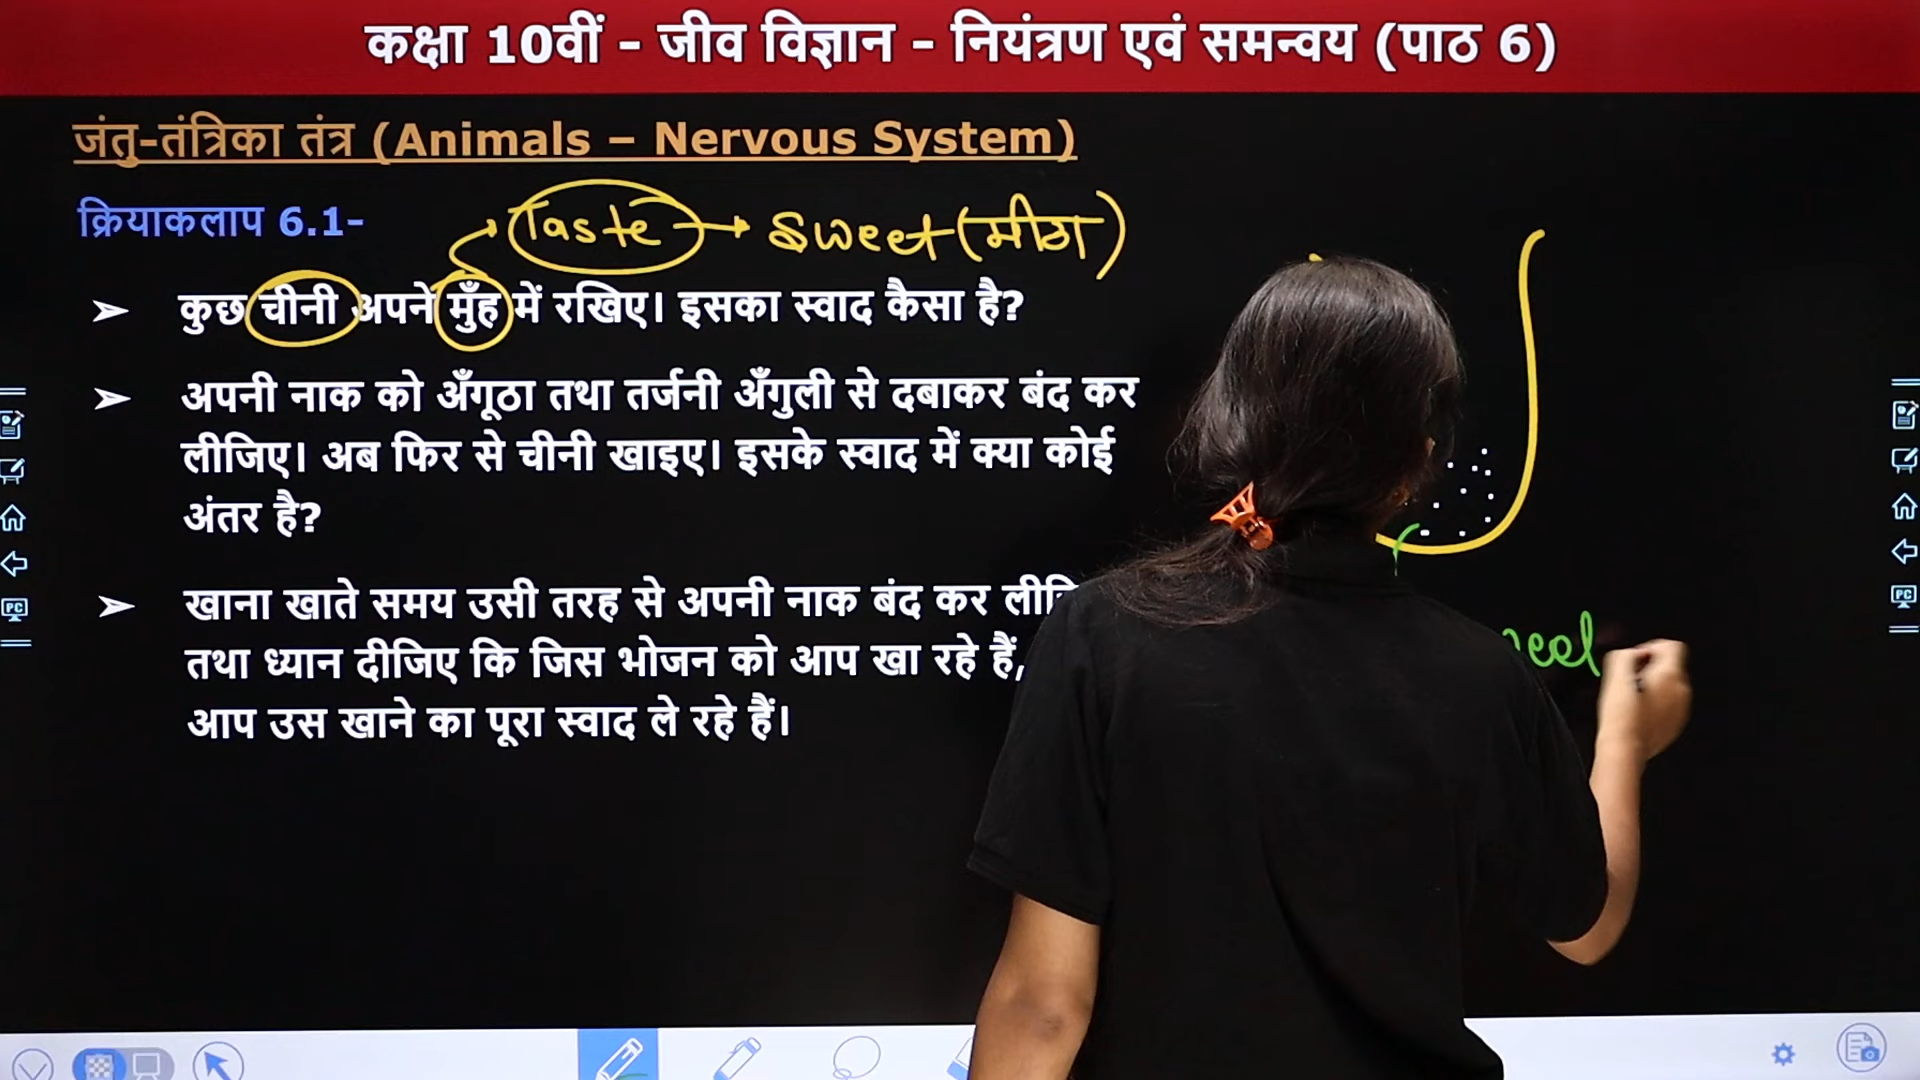 कक्षा 10वीं - जीव विज्ञान - नियंत्रण एवं समन्वय (पाठ 6)
जंतु-तंत्रिका तंत्र (Animals – Nervous System)
क्रियाकलाप 6.1-
Taste → Sweet (मीठा)
➢ कुछ चीनी अपने मुँह में रखिए। इसका स्वाद कैसा है?
➢ अपनी नाक को अँगूठा तथा तर्जनी अँगुली से दबाकर बंद कर
लीजिए। अब फिर से चीनी खाइए। इसके स्वाद में क्या कोई
अंतर है?
➢ खाना खाते समय उसी तरह से अपनी नाक बंद कर
तथा ध्यान दीजिए कि जिस भोजन को आप खा रहे हैं,
आप उस खाने का पूरा स्वाद ले रहे हैं।
PC
PC